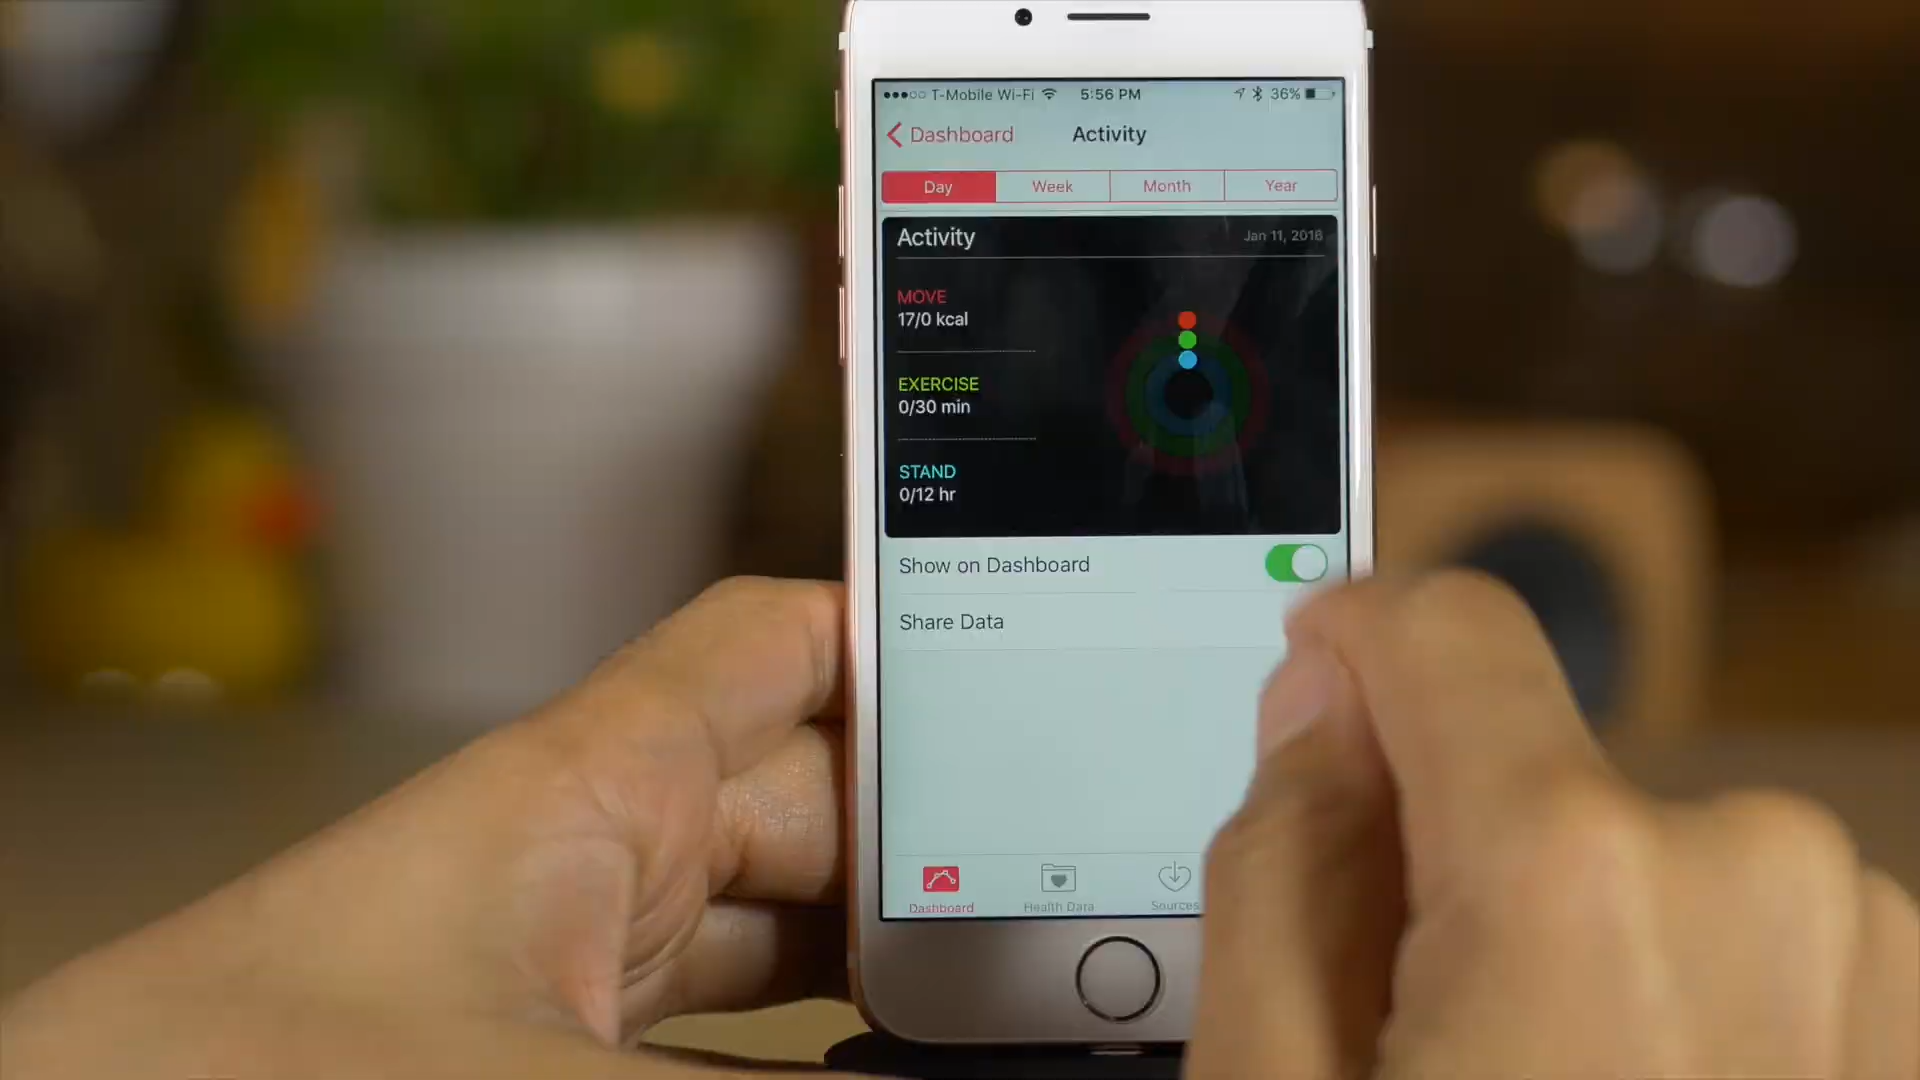 T-Mobile Wi-Fi 5:56 PM 36%
Dashboard Activity
Day Week Month Year
Activity Jan 11, 2016
MOVE
17/0 kcal
EXERCISE
0/30 min
STAND
0/12 hr
Show on Dashboard
Share Data
Dashboard Health Data Sources